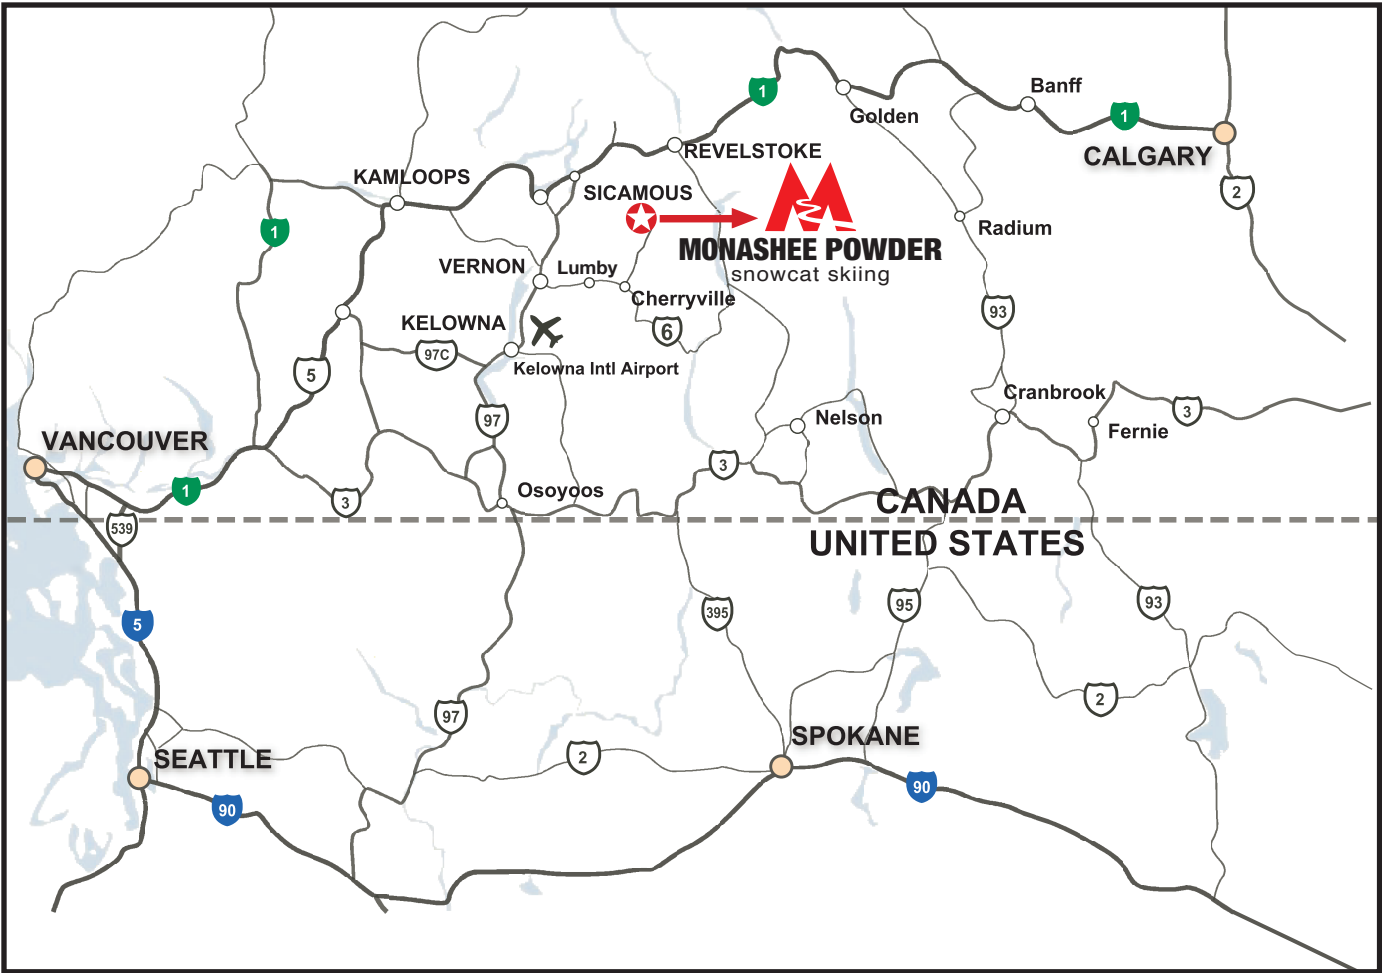 Banff
1
1
Golden
CALGARY
REVELSTOKE
KAMLOOPS
SICAMOUS
2
1
Radium
MONASHEE POWDER
snowcat skiing
VERNON
Lumby
Cherryville
93
KELOWNA
6
97C
Kelowna Intl Airport
5
Cranbrook
3
97
Nelson
Fernie
VANCOUVER
3
1
3
Osoyoos
CANADA
539
UNITED STATES
5
395
95
93
2
97
SPOKANE
2
SEATTLE
90
90